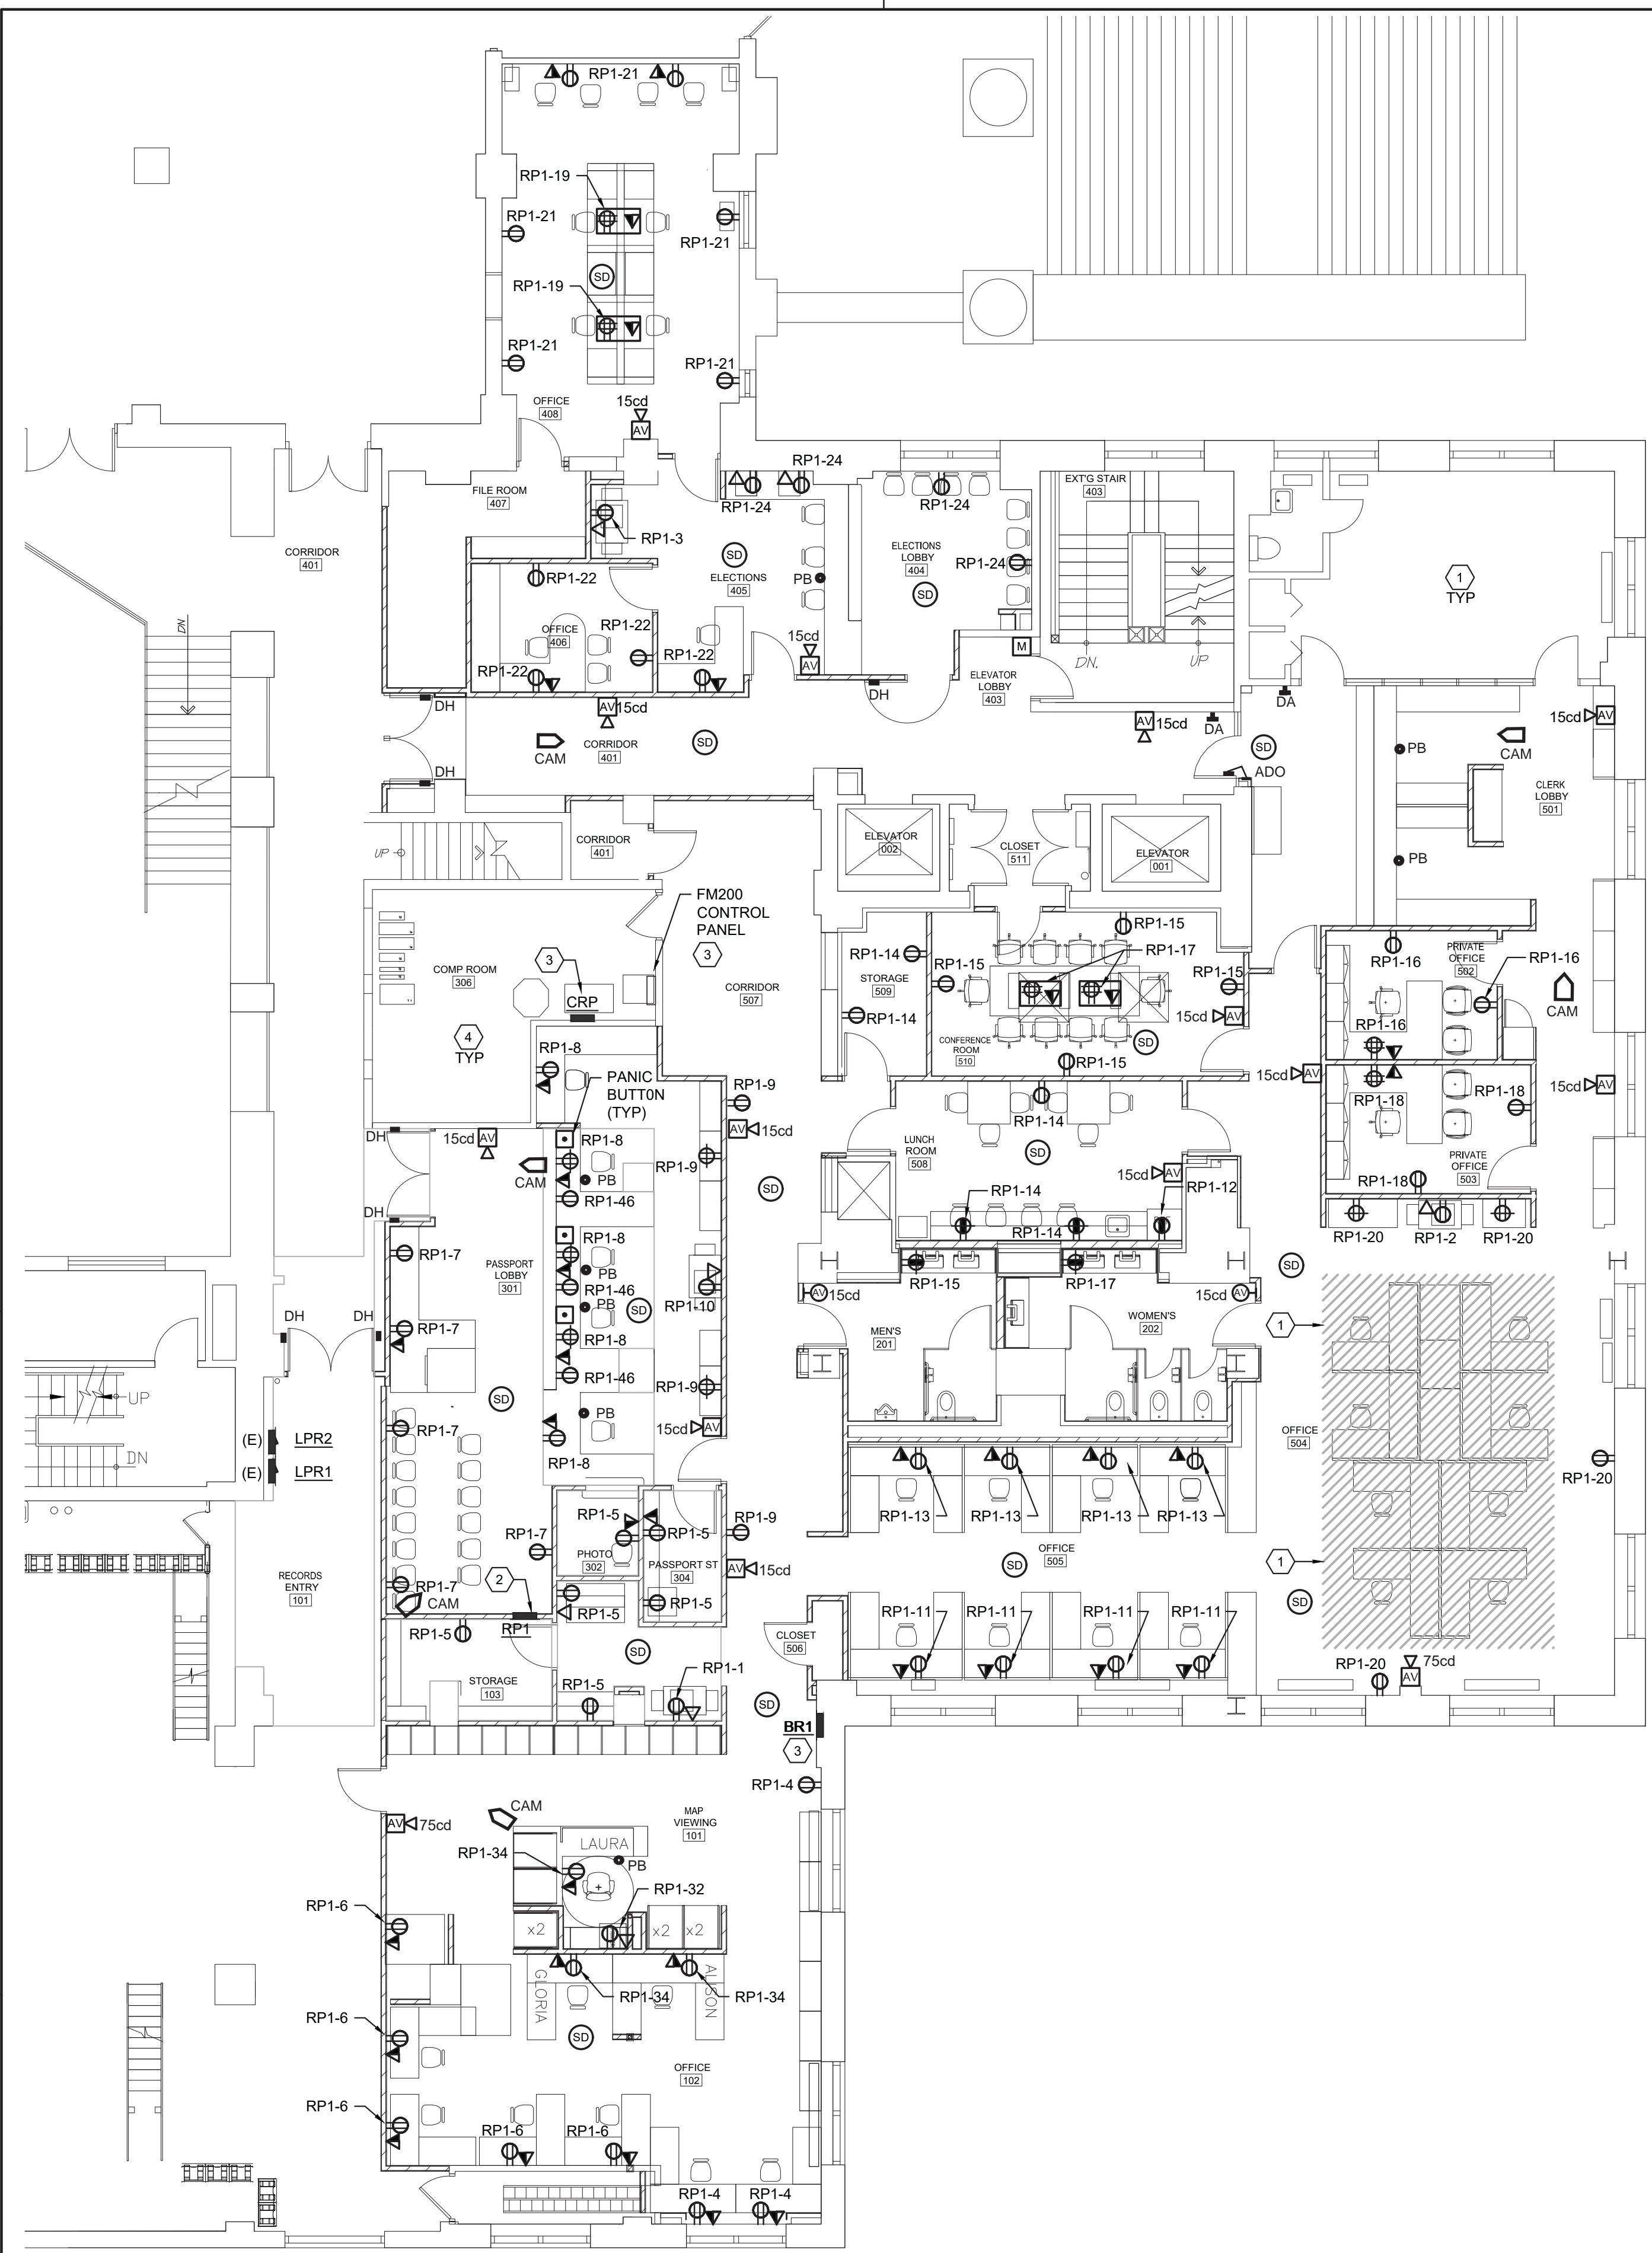 RP1-21
RP1-19
RP1-21
RP1-21
SD
RP1-19
RP1-21
RP1-21
OFFICE
408
15cd
AV
RP1-24
RP1-24
RP1-24
EXT'G STAIR
403
FILE ROOM
407
RP1-3
CORRIDOR
401
SD
ELECTIONS
405
PB
ELECTIONS
LOBBY
404
RP1-24
SD
1
TYP
DN
RP1-22
OFFICE
406
RP1-22
RP1-22
RP1-22
15cd
AV
M
DN.
UP
ELEVATOR
LOBBY
403
DH
DH
DA
DA
AV
15cd
CAM
CORRIDOR
401
SD
AV
15cd
SD
ADO
DH
15cd
AV
PB
CAM
CLERK
LOBBY
501
PB
UP
CORRIDOR
401
ELEVATOR
002
CLOSET
511
ELEVATOR
001
FM200
CONTROL
PANEL
3
COMP ROOM
306
3
CRP
4
TYP
CORRIDOR
507
RP1-14
STORAGE
509
RP1-14
RP1-15
RP1-17
RP1-15
RP1-15
15cd
AV
CONFERENCE
ROOM
510
SD
RP1-15
RP1-16
PRIVATE
OFFICE
502
RP1-16
RP1-16
CAM
15cd
AV
15cd
AV
RP1-18
RP1-18
PRIVATE
OFFICE
503
RP1-18
RP1-20
RP1-2
RP1-20
RP1-8
PANIC
BUTT0N
(TYP)
RP1-9
AV
15cd
RP1-14
LUNCH
ROOM
508
SD
15cd
AV
RP1-14
RP1-14
RP1-12
DH
15cd
AV
CAM
RP1-8
PB
RP1-46
RP1-9
SD
DH
RP1-7
PASSPORT
LOBBY
301
RP1-8
PB
RP1-46
PB
SD
RP1-10
RP1-15
RP1-17
SD
DH
DH
RP1-7
RP1-8
RP1-46
RP1-9
AV
15cd
15cd
AV
MEN'S
201
WOMEN'S
202
1
UP
DN
(E)
LPR2
(E)
LPR1
SD
RP1-7
PB
RP1-8
15cd
AV
OFFICE
504
RP1-20
RP1-13
RP1-13
RP1-13
RP1-13
RP1-7
RP1-5
PHOTO
302
RP1-5
PASSPORT ST
304
RP1-9
AV
15cd
SD
OFFICE
505
1
SD
RECORDS
ENTRY
101
RP1-7
CAM
2
RP1-5
RP1-5
RP1-5
RP1
SD
CLOSET
506
RP1-11
RP1-11
RP1-11
RP1-11
RP1-20
75cd
AV
STORAGE
103
RP1-5
RP1-1
SD
BR1
3
RP1-4
AV
75cd
CAM
MAP
VIEWING
101
LAURA
RP1-34
PB
RP1-32
RP1-6
x2
x2
x2
GLORIA
ALISON
RP1-34
RP1-34
RP1-6
SD
OFFICE
102
RP1-6
RP1-6
RP1-6
RP1-4
RP1-4